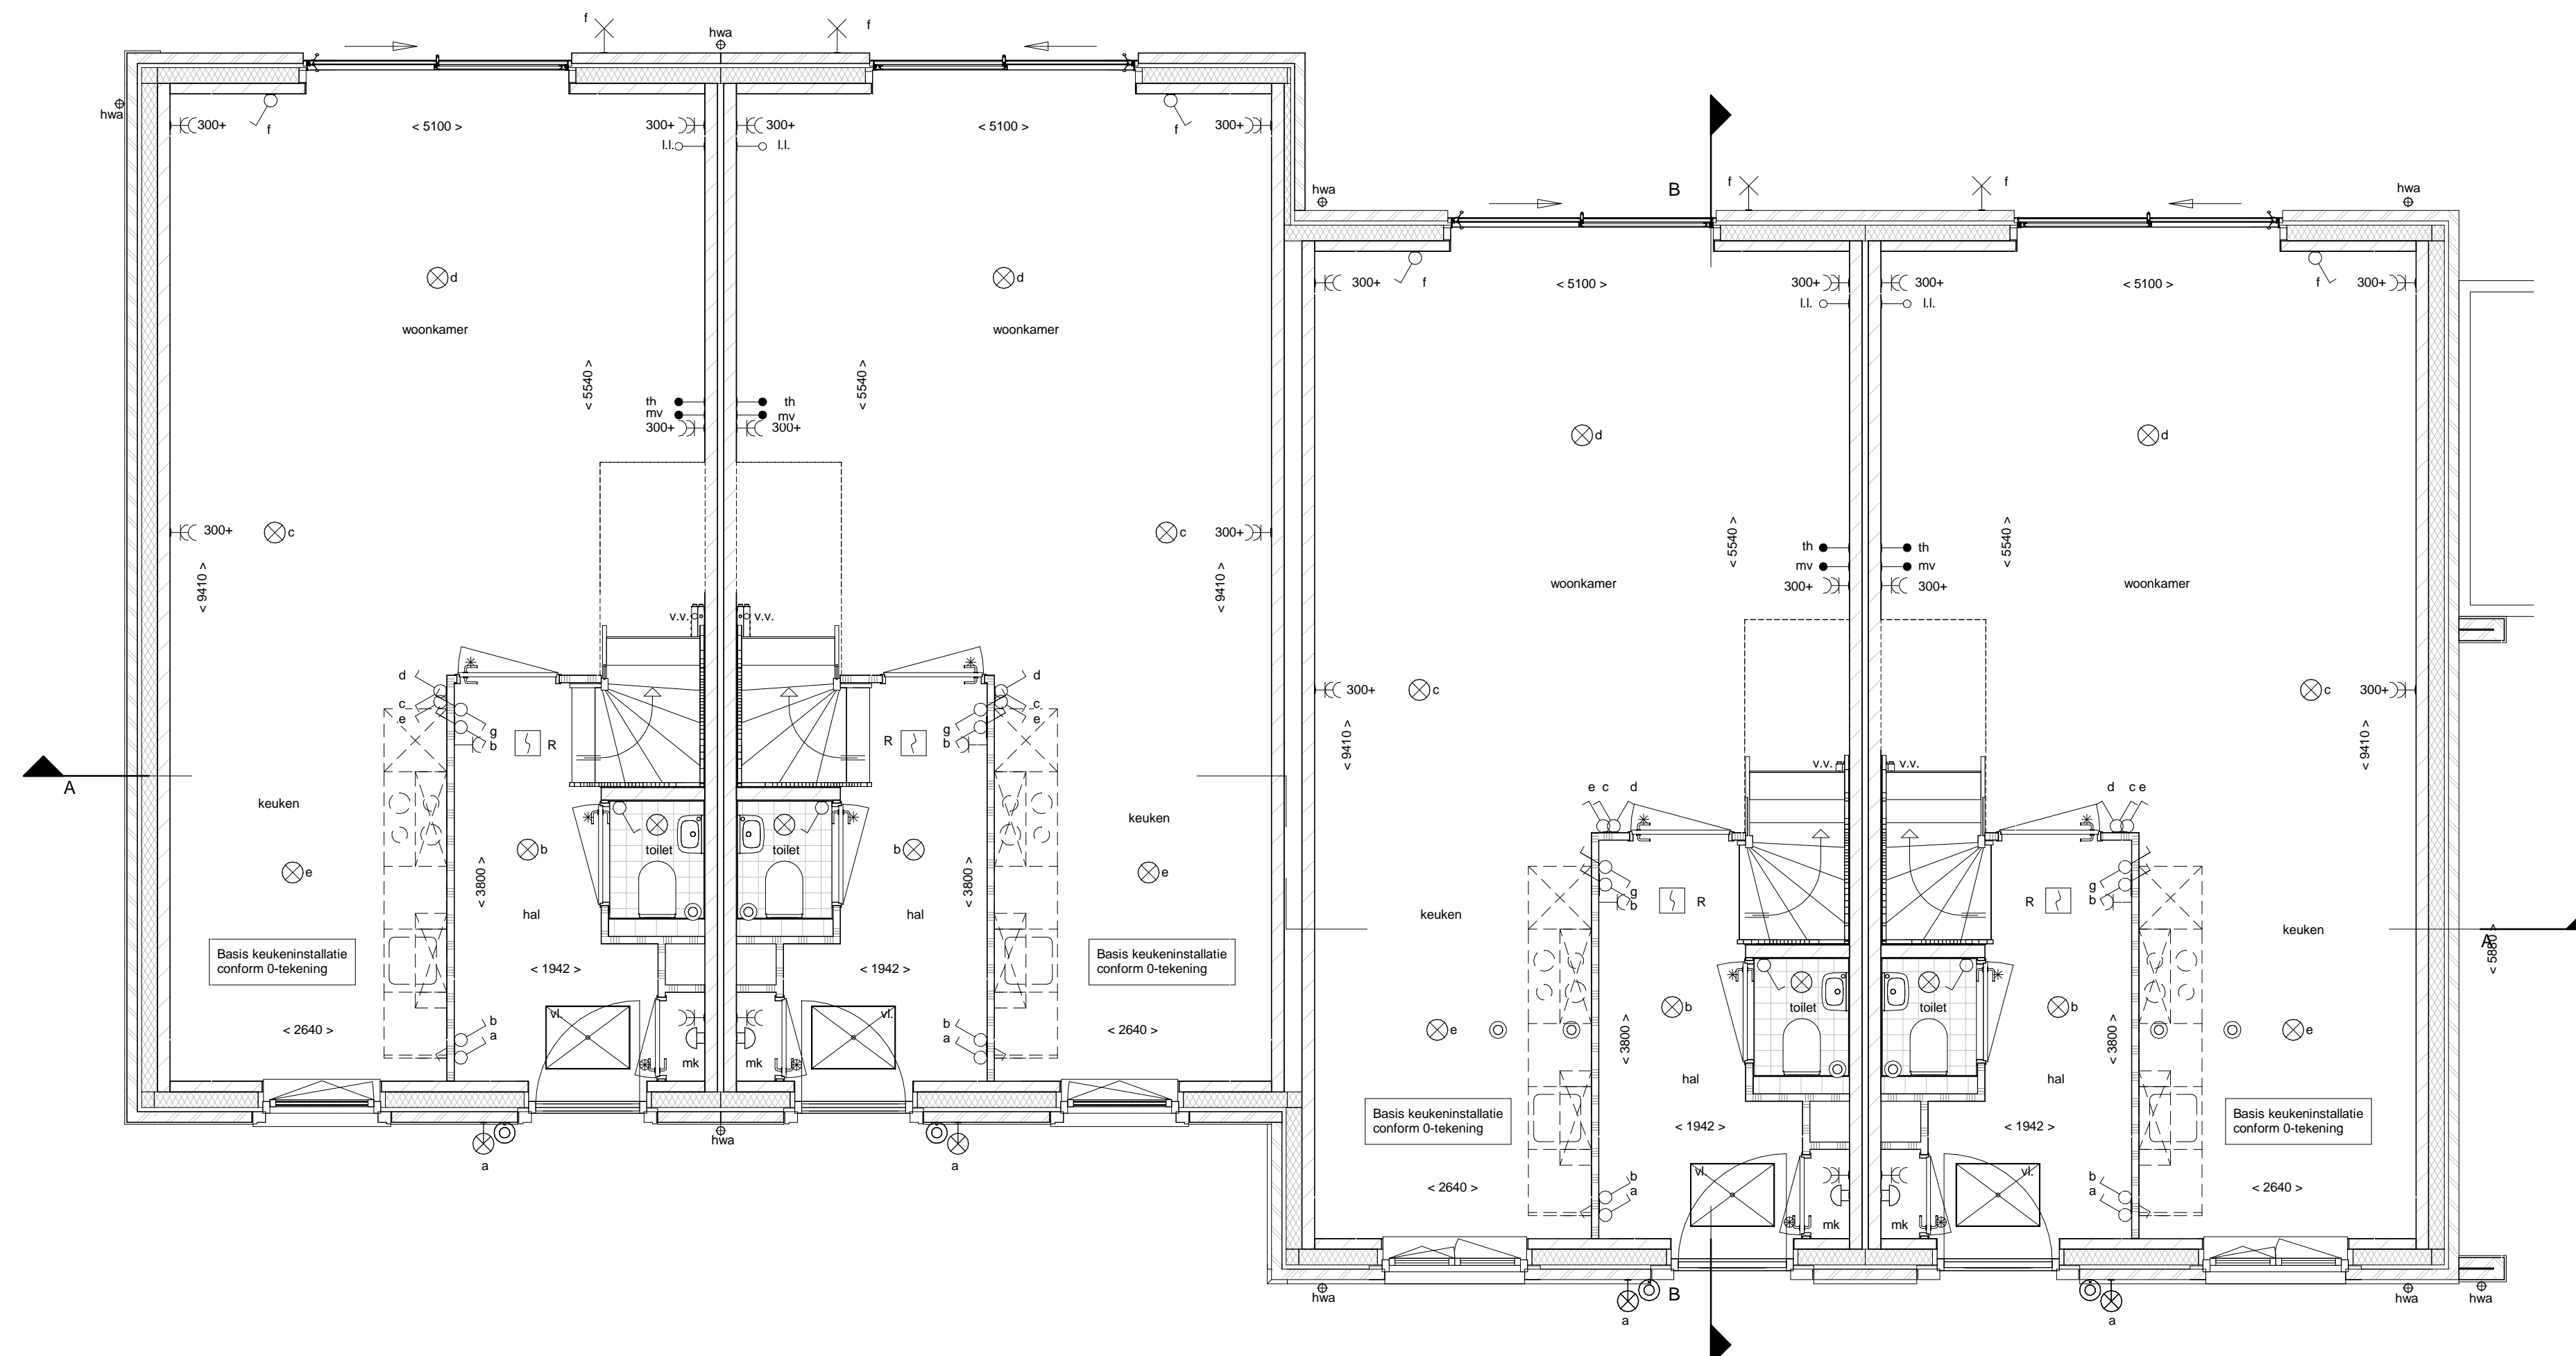 f f
hwa
hwa
300+ f < 5100 > 300+ 300+ < 5100 > f 300+
l.l. l.l.
d d
woonkamer woonkamer
< 5540 > < 5540 >
th th
mv mv
300+ 300+
300+ c c 300+
< 9410 > < 9410 >
v.v. v.v.
d d
c c
e e
g g
b R R b
A
keuken keuken
toilet toilet
b b
e e
< 3800 > < 3800 >
hal hal
Basis keukeninstallatie
conform 0-tekening
Basis keukeninstallatie
conform 0-tekening
< 1942 > < 1942 >
vl. vl.
< 2640 > b b < 2640 >
a a
mk mk
hwa
a a
B
hwa f f hwa
300+ f < 5100 > 300+ 300+ < 5100 > f 300+
l.l. l.l.
d d
< 5540 > < 5540 >
th th
mv mv
woonkamer woonkamer
300+ 300+
300+ c c 300+
< 9410 > < 9410 >
v.v. v.v.
e c d d c e
g g
b R R b
keuken keuken
A
< 5880 >
toilet toilet
b b
e e
< 3800 > < 3800 >
hal hal
Basis keukeninstallatie
conform 0-tekening
Basis keukeninstallatie
conform 0-tekening
< 1942 > < 1942 >
vl. vl.
< 2640 > b b < 2640 >
a a
mk mk
hwa B hwa hwa
a a